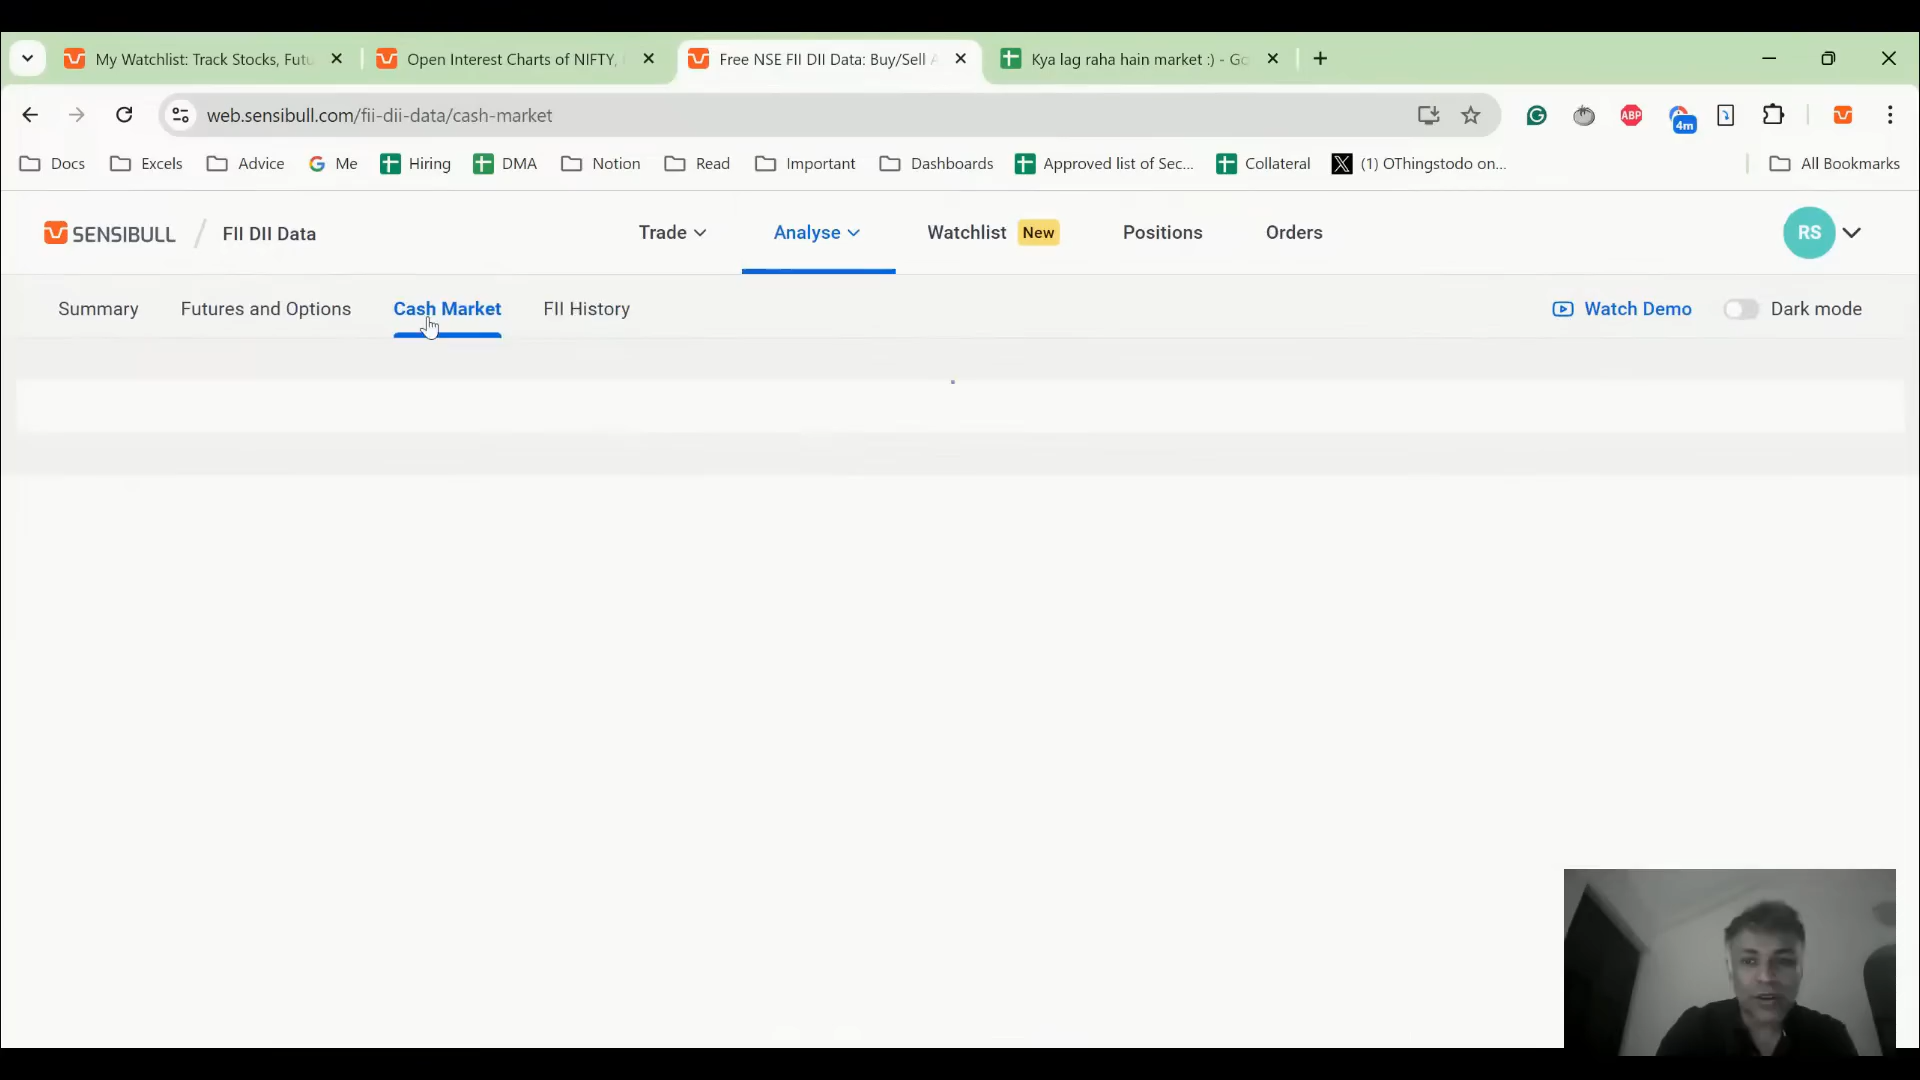 My Watchlist: Track Stocks, Futu
Open Interest Charts of NIFTY,
Free NSE FII DII Data: Buy/Sell A
Kya lag raha hain market :) - Go
web.sensibull.com/fii-dii-data/cash-market
ABP
4m
Docs
Excels
Advice
Me
Hiring
DMA
Notion
Read
Important
Dashboards
Approved list of Sec...
Collateral
(1) OThingstodo on...
All Bookmarks
SENSIBULL / FII DII Data
Trade
Analyse
Watchlist New
Positions
Orders
RS
Summary
Futures and Options
Cash Market
FII History
Watch Demo
Dark mode